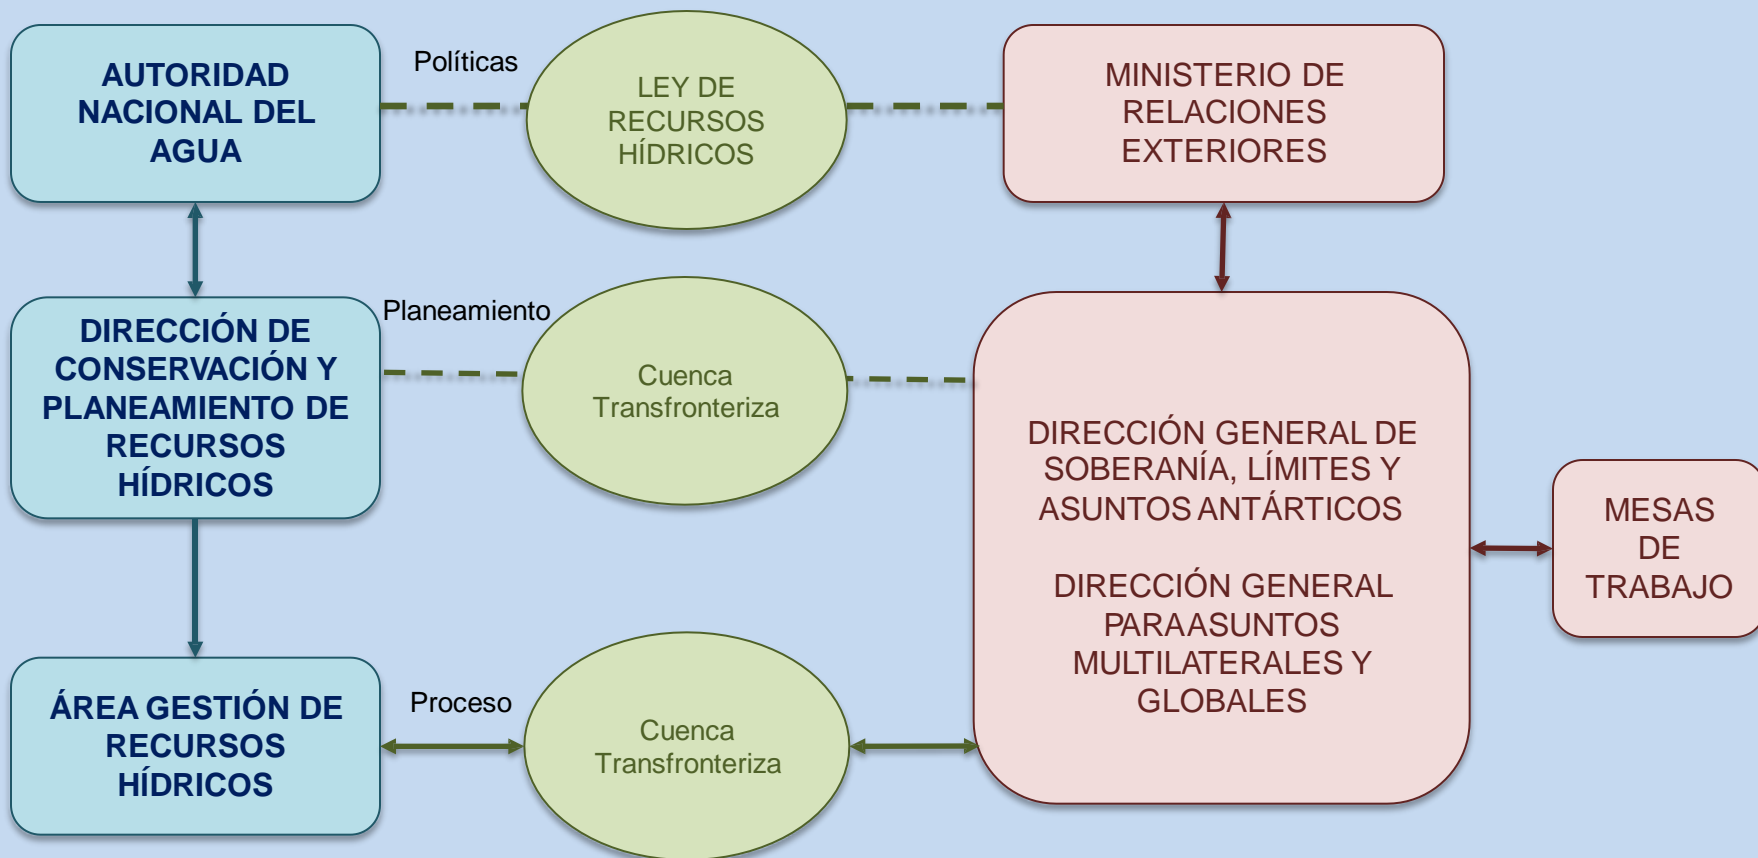 AUTORIDAD
NACIONAL DEL
AGUA
Políticas
LEY DE
RECURSOS
HÍDRICOS
MINISTERIO DE
RELACIONES
EXTERIORES
DIRECCIÓN DE
CONSERVACIÓN Y
PLANEAMIENTO DE
RECURSOS
HÍDRICOS
Planeamiento
Cuenca
Transfronteriza
DIRECCIÓN GENERAL DE
SOBERANÍA, LÍMITES Y
ASUNTOS ANTÁRTICOS
DIRECCIÓN GENERAL
PARA ASUNTOS
MULTILATERALES Y
GLOBALES
MESAS
DE
TRABAJO
ÁREA GESTIÓN DE
RECURSOS
HÍDRICOS
Proceso
Cuenca
Transfronteriza